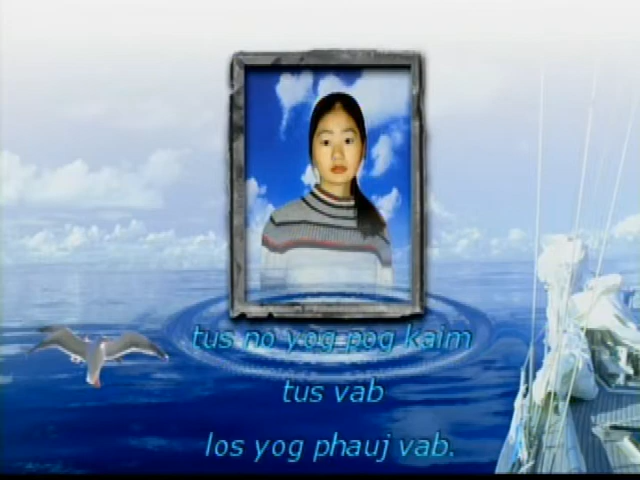 tus no yog pog kaim
tus vab
los yog phauj vab.